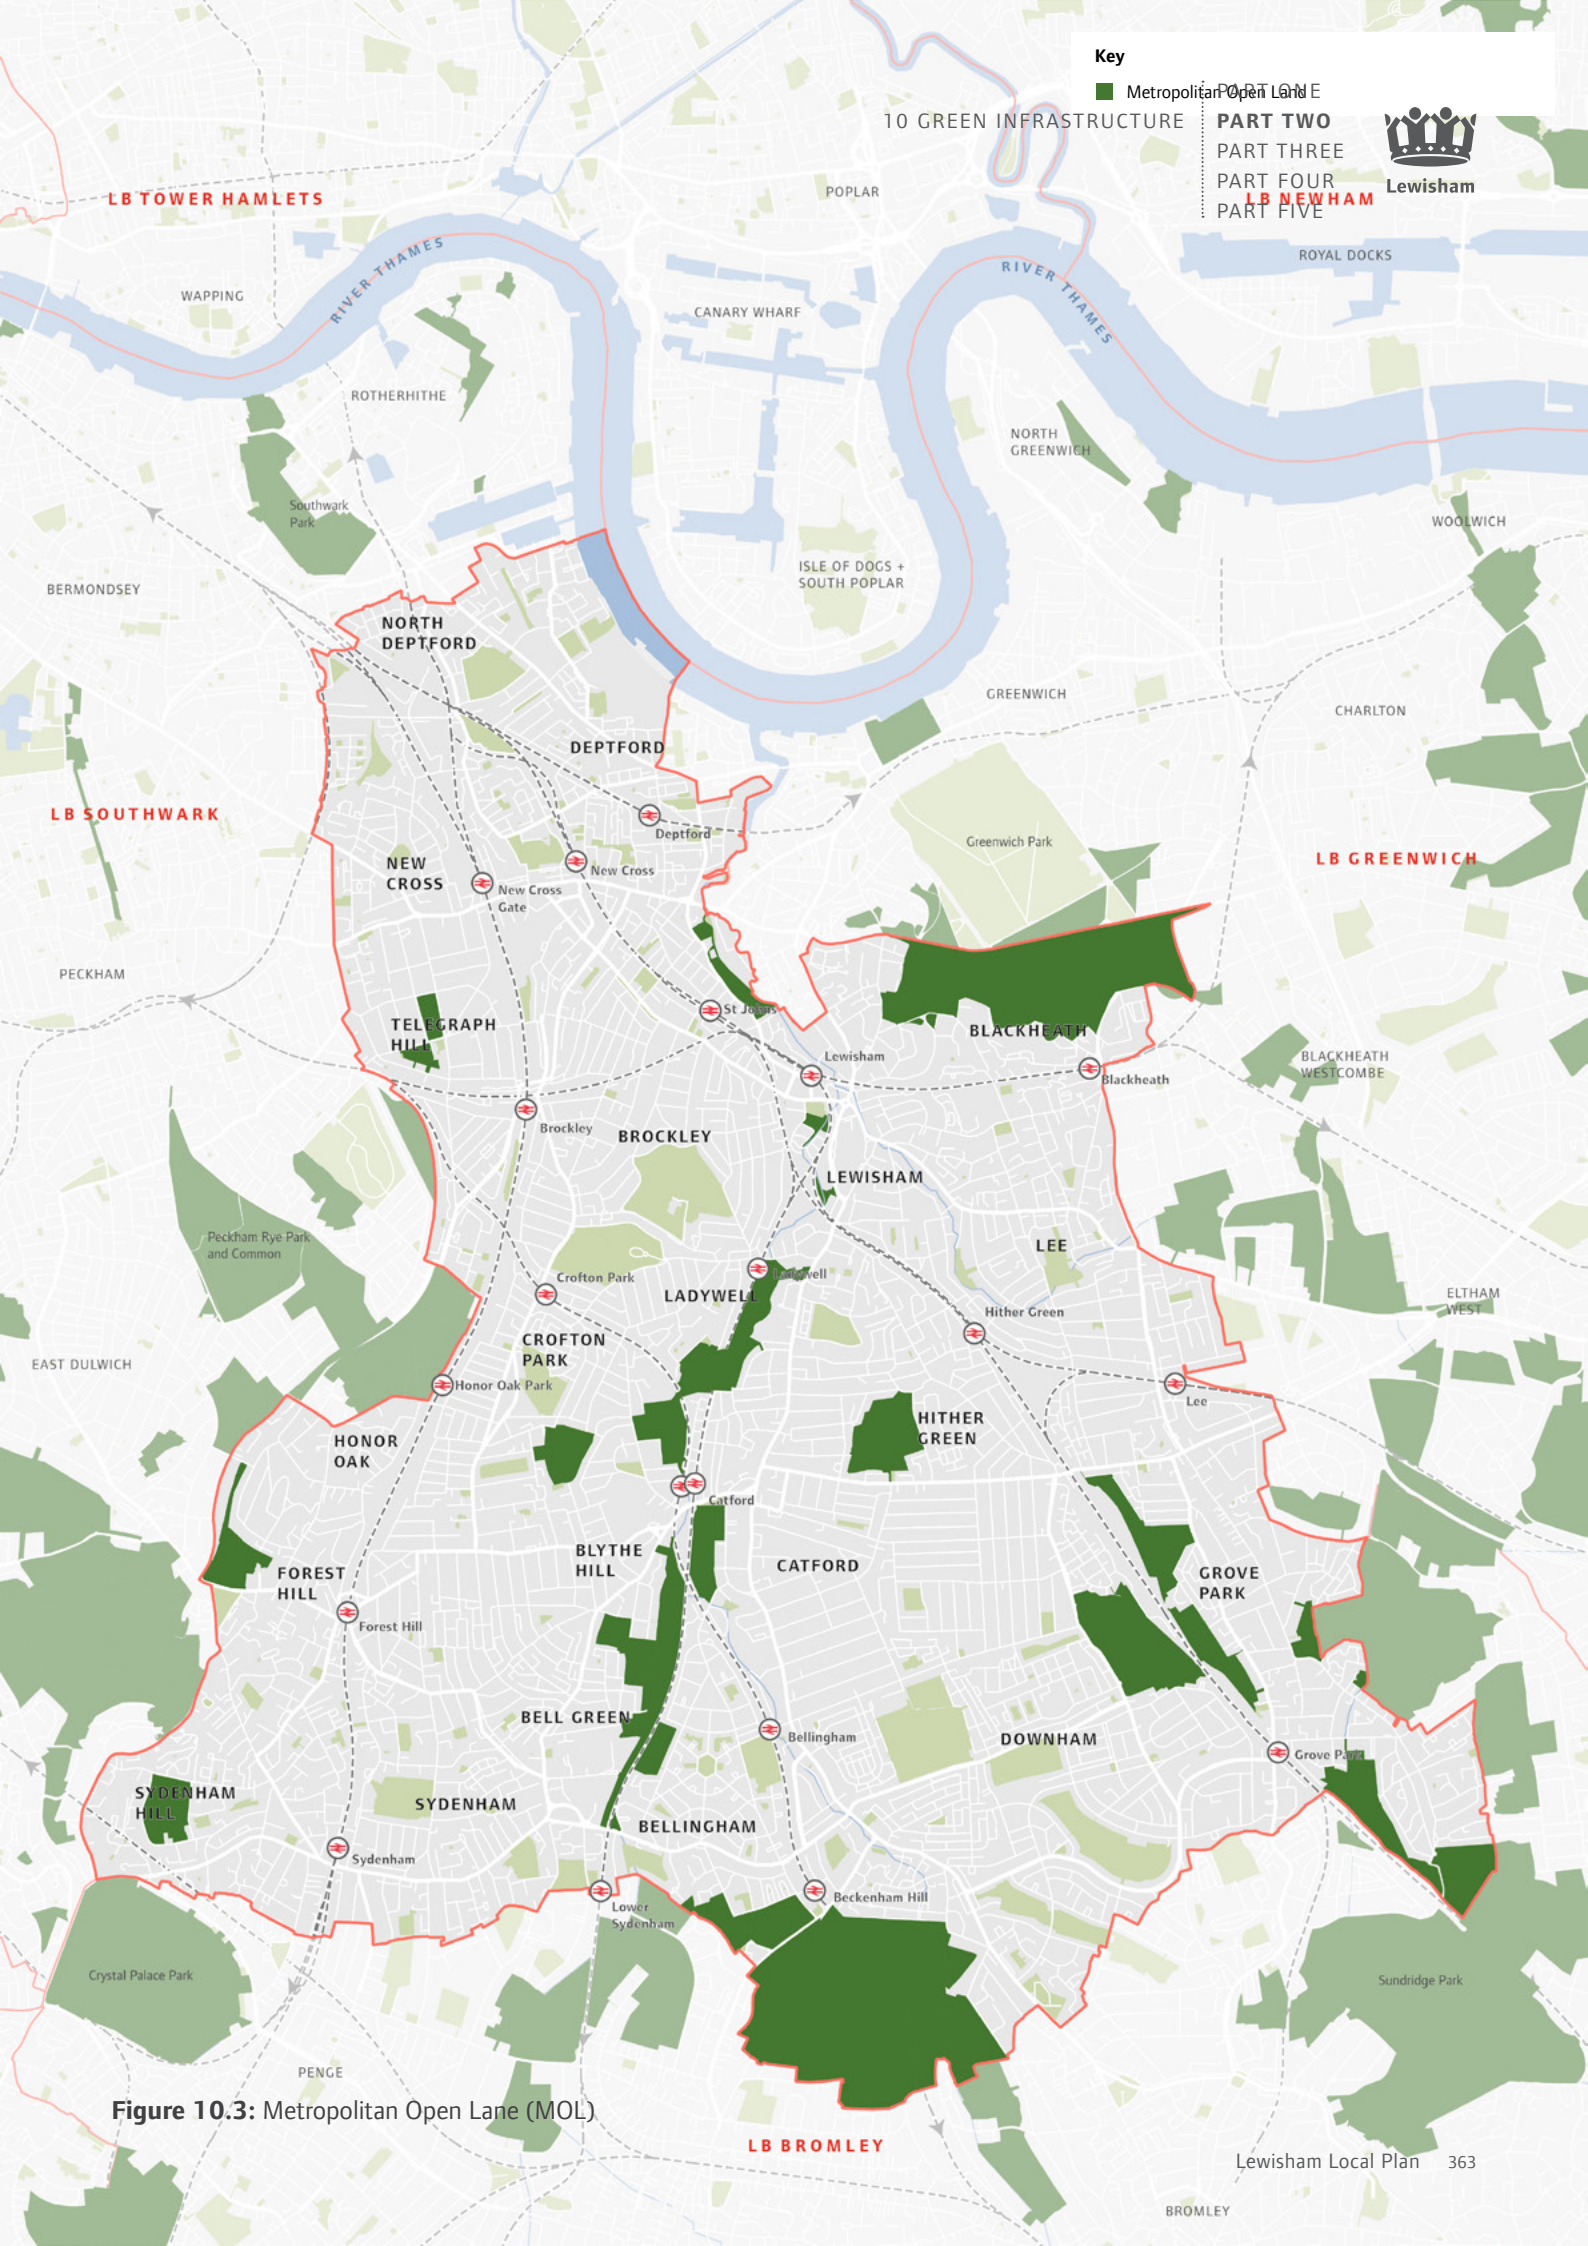 Key
Metropolitan Open Land
10 GREEN INFRASTRUCTURE
PART ONE
PART TWO
PART THREE
PART FOUR
PART FIVE
Lewisham
LB TOWER HAMLETS
POPLAR
LB NEWHAM
RIVER THAMES
RIVER THAMES
ROYAL DOCKS
WAPPING
CANARY WHARF
ROTHERHITHE
NORTH
GREENWICH
Southwark
Park
WOOLWICH
ISLE OF DOGS +
SOUTH POPLAR
BERMONDSEY
NORTH
DEPTFORD
GREENWICH
CHARLTON
DEPTFORD
LB SOUTHWARK
Deptford
Greenwich Park
LB GREENWICH
NEW
CROSS
New Cross
New Cross
Gate
PECKHAM
TELEGRAPH
HILL
St Johns
BLACKHEATH
Lewisham
Blackheath
BLACKHEATH
WESTCOMBE
Brockley
BROCKLEY
LEWISHAM
Peckham Rye Park
and Common
LEE
Crofton Park
Ladywell
LADYWELL
ELTHAM
WEST
Hither Green
CROFTON
PARK
EAST DULWICH
Honor Oak Park
Lee
HITHER
GREEN
HONOR
OAK
Catford
BLYTHE
HILL
CATFORD
FOREST
HILL
GROVE
PARK
Forest Hill
BELL GREEN
Bellingham
DOWNHAM
Grove Park
SYDENHAM
HILL
SYDENHAM
BELLINGHAM
Sydenham
Lower
Sydenham
Beckenham Hill
Crystal Palace Park
Sundridge Park
PENGE
Figure 10.3: Metropolitan Open Lane (MOL)
LB BROMLEY
Lewisham Local Plan 363
BROMLEY